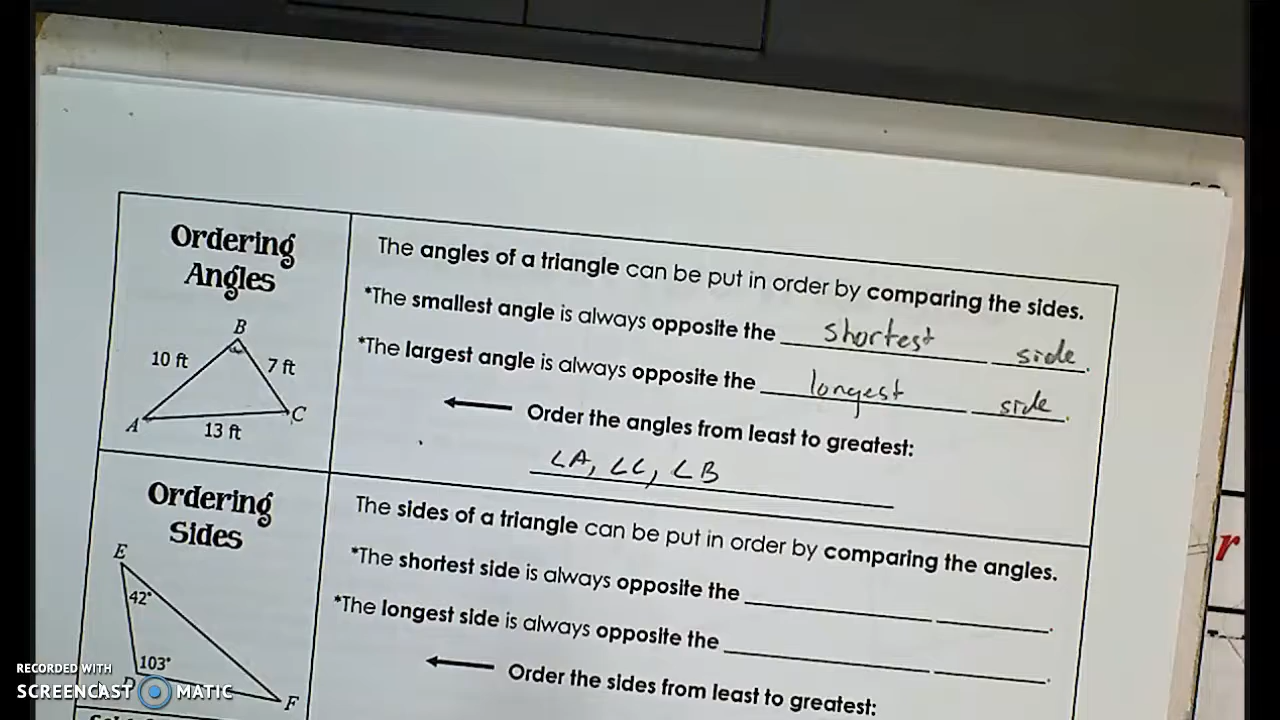 Ordering
Angles
B
10 ft
7 ft
A
C
13 ft
The angles of a triangle can be put in order by comparing the sides.
*The smallest angle is always opposite the shortest side.
*The largest angle is always opposite the longest side.
Order the angles from least to greatest:
∠A, ∠C, ∠B
Ordering
Sides
E
42°
103°
D
F
The sides of a triangle can be put in order by comparing the angles.
*The shortest side is always opposite the
*The longest side is always opposite the
Order the sides from least to greatest:
r
RECORDED WITH
SCREENCAST MATIC